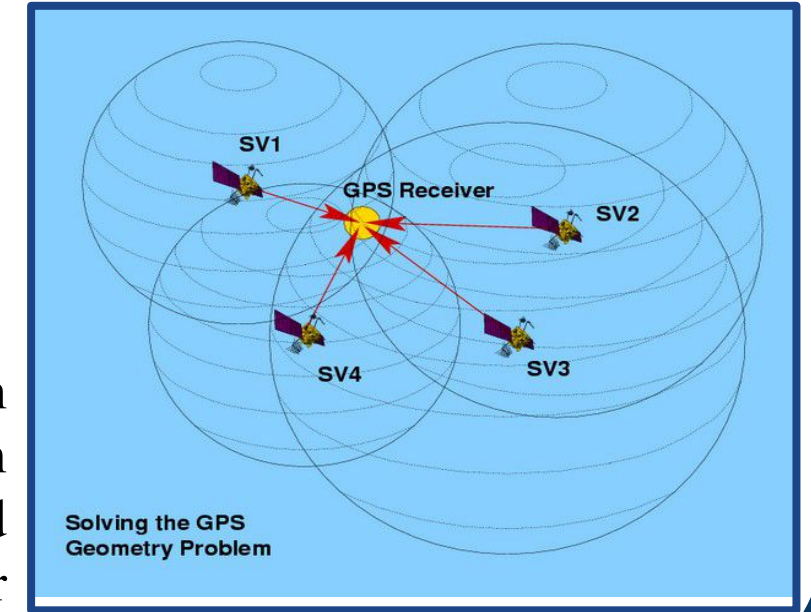 SV1
GPS Receiver
SV2
SV4
SV3
Solving the GPS
Geometry Problem